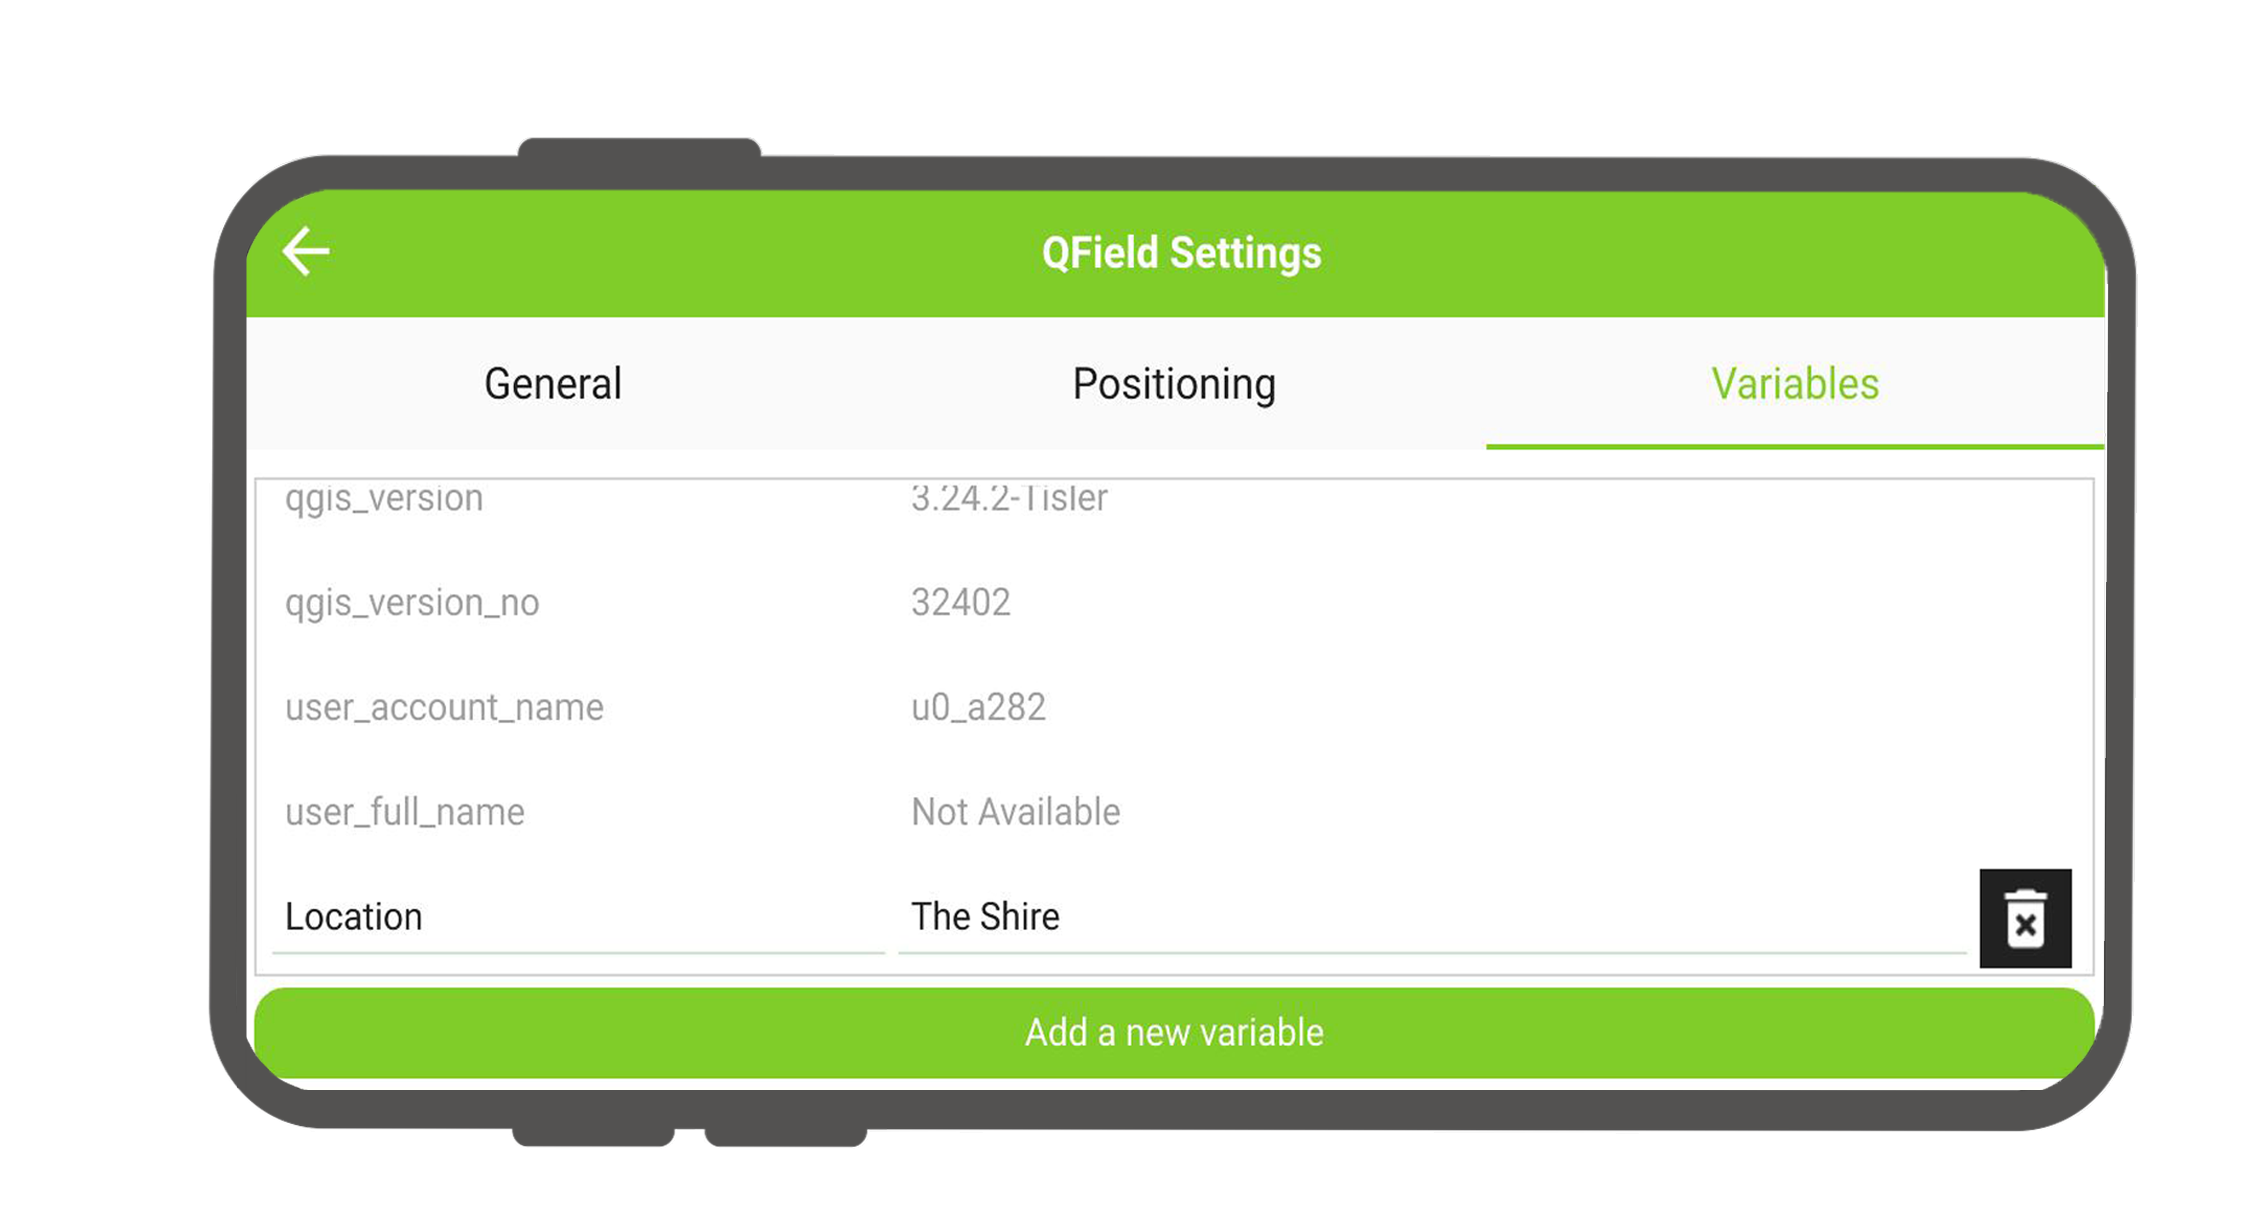 QField Settings
General Positioning Variables
qgis_version 3.24.2-Tisler
qgis_version_no 32402
user_account_name u0_a282
user_full_name Not Available
Location The Shire
Add a new variable